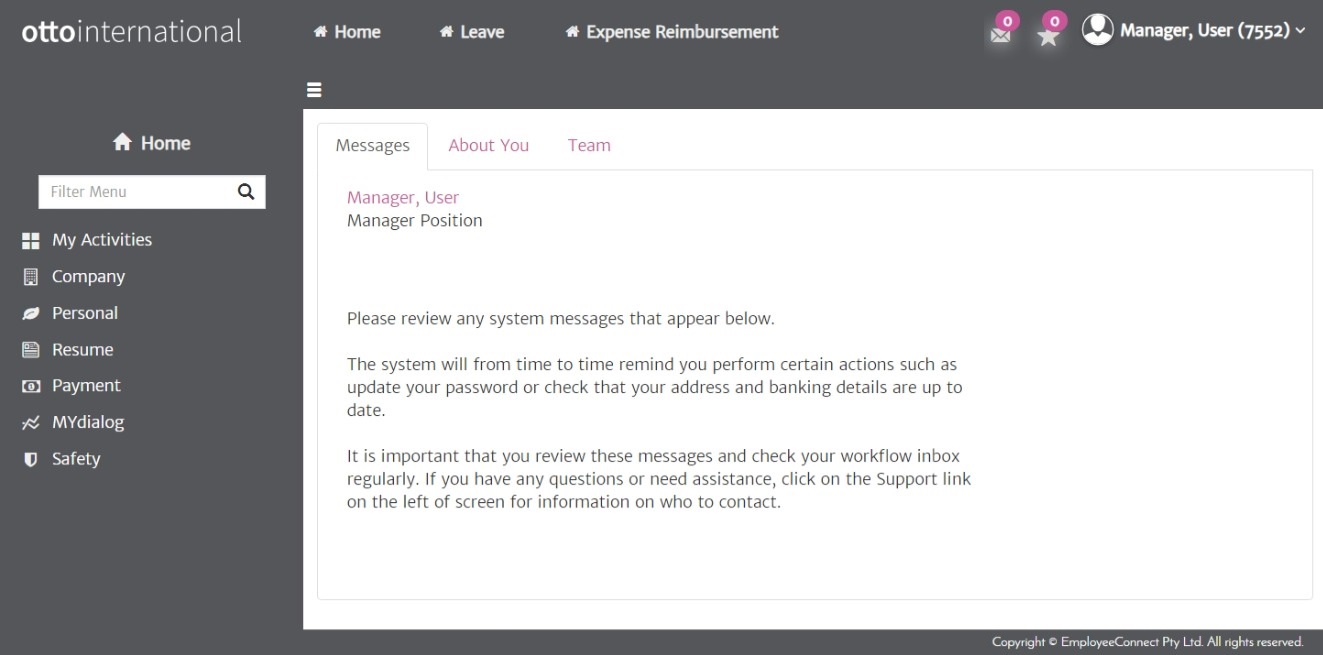 ottointernational
Home
Leave
Expense Reimbursement
0
0
Manager, User (7552)
Home
Filter Menu
My Activities
Company
Personal
Resume
Payment
MYdialog
Safety
Messages
About You
Team
Manager, User
Manager Position
Please review any system messages that appear below.
The system will from time to time remind you perform certain actions such as
update your password or check that your address and banking details are up to
date.
It is important that you review these messages and check your workflow inbox
regularly. If you have any questions or need assistance, click on the Support link
on the left of screen for information on who to contact.
Copyright © EmployeeConnect Pty Ltd. All rights reserved.